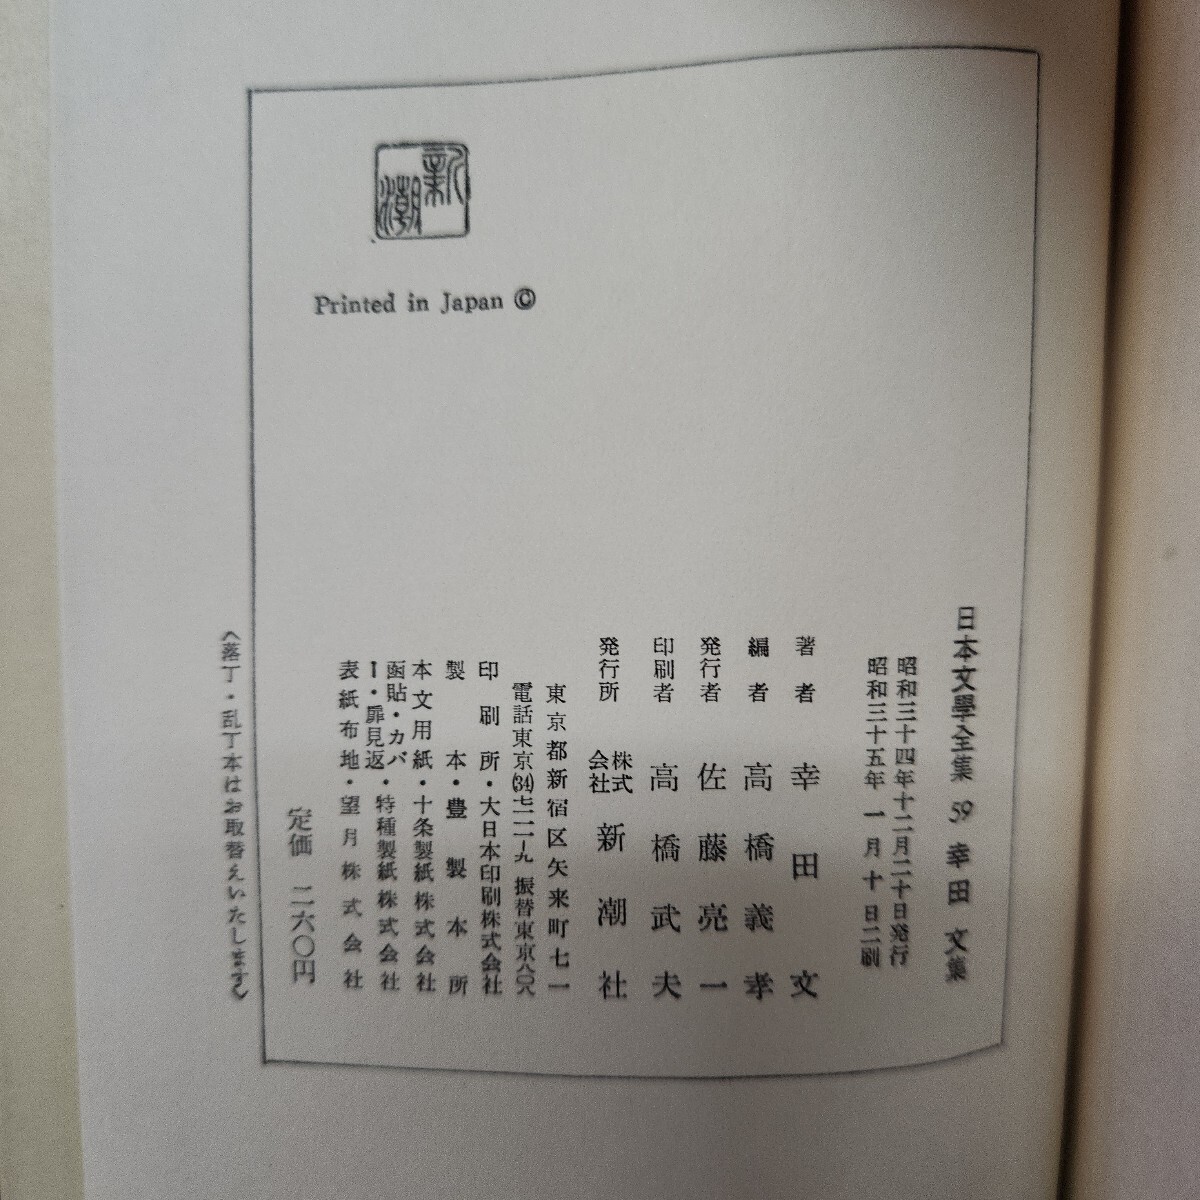 日本文學全集 59 幸田文集
昭和三十四年十二月二十日発行
昭和三十五年一月十日二刷
著者 幸田文
編者 高橋義孝
発行者 佐藤亮一
印刷者 高橋武夫
発行所 株式会社 新潮社
東京都新宿区矢来町七一
電話東京(34)七一一一-九 振替東京八〇八
印刷所・大日本印刷株式会社
製本・豊製本所
本文用紙・十条製紙株式会社
函貼・カバー・扉見返・特種製紙株式会社
表紙布地・望月株式会社
定価 二六〇円
新潮
Printed in Japan ©
〈落丁・乱丁本はお取替えいたします〉